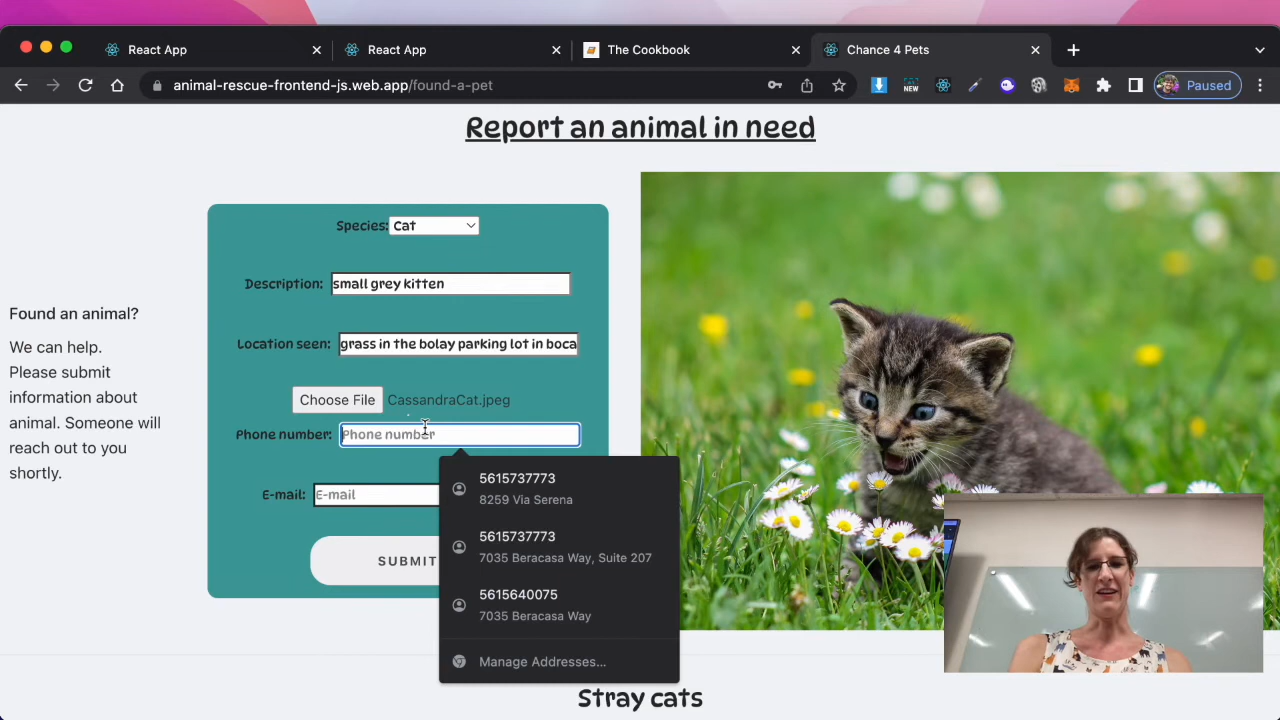 React App
React App
The Cookbook
Chance 4 Pets
animal-rescue-frontend-js.web.app/found-a-pet
NEW
Paused
Report an animal in need
Species: Cat
Description: small grey kitten
Found an animal?
We can help.
Please submit
information about
animal. Someone will
reach out to you
shortly.
Location seen: grass in the bolay parking lot in boca
Choose File CassandraCat.jpeg
Phone number: Phone number
E-mail: E-mail
SUBMIT
5615737773
8259 Via Serena
5615737773
7035 Beracasa Way, Suite 207
5615640075
7035 Beracasa Way
Manage Addresses...
Stray cats